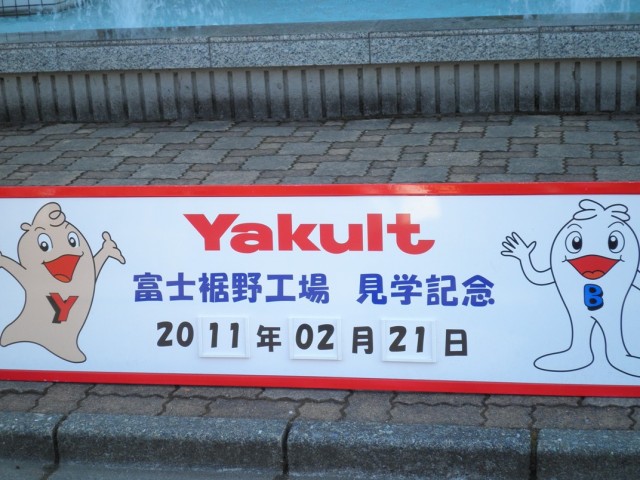 Yakult
富士裾野工場 見学記念
2011年02月21日
Y
B